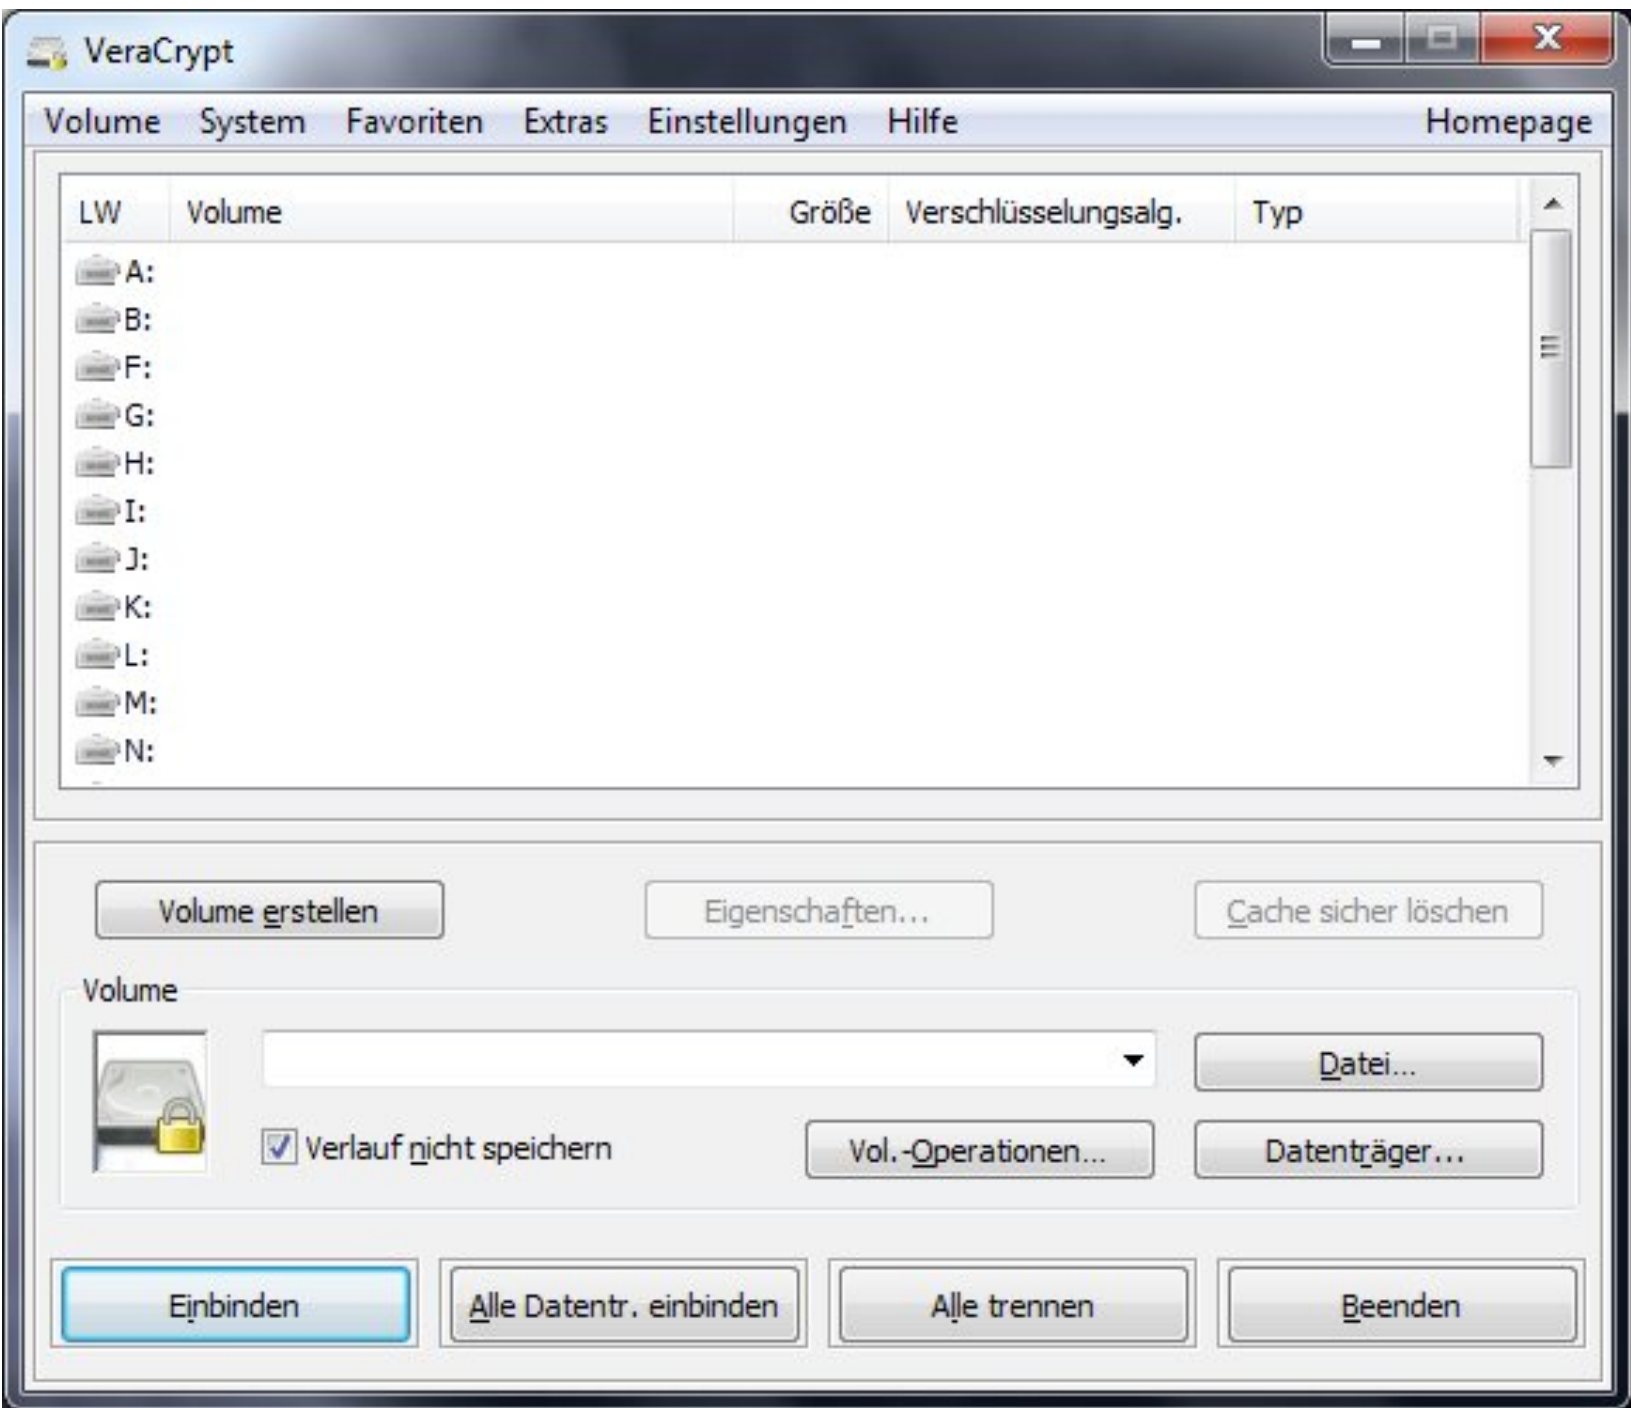 VeraCrypt
Volume System Favoriten Extras Einstellungen Hilfe Homepage
LW Volume Größe Verschlüsselungsalg. Typ
A:
B:
F:
G:
H:
I:
J:
K:
L:
M:
N:
Volume erstellen Eigenschaften... Cache sicher löschen
Volume
Datei...
Verlauf nicht speichern Vol.-Operationen... Datenträger...
Einbinden Alle Datentr. einbinden Alle trennen Beenden